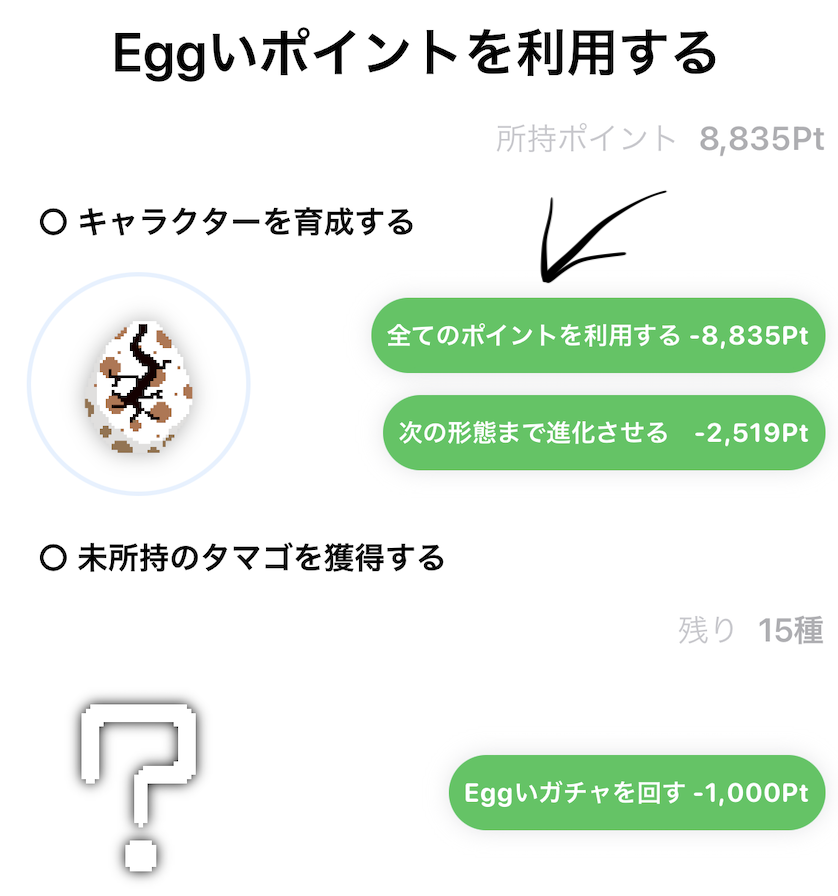 Eggいポイントを利用する
所持ポイント 8,835Pt
○ キャラクターを育成する
全てのポイントを利用する -8,835Pt
次の形態まで進化させる -2,519Pt
○ 未所持のタマゴを獲得する
残り 15種
?
Eggいガチャを回す -1,000Pt